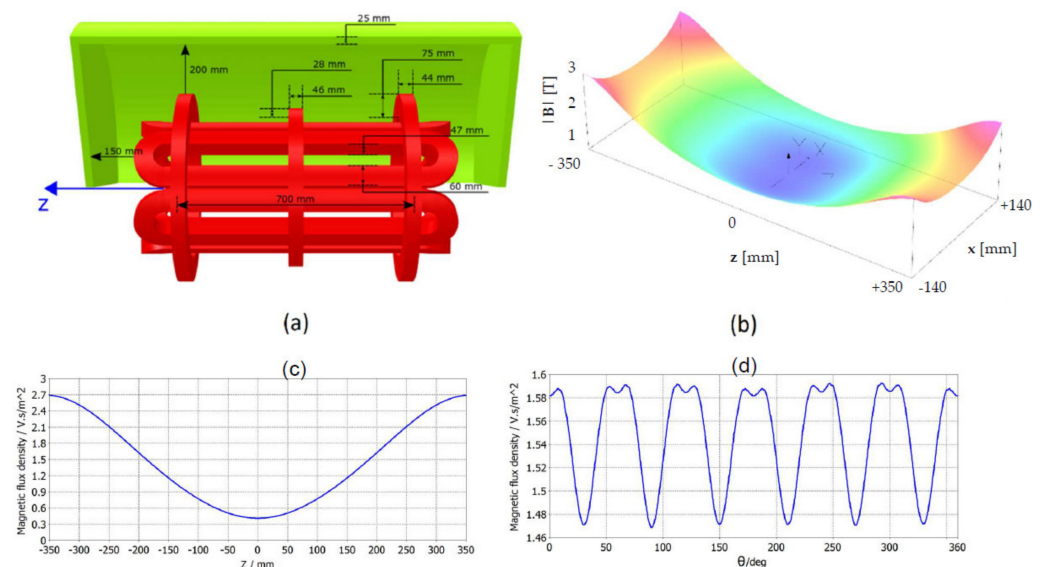 25 mm
200 mm
28 mm
46 mm
75 mm
44 mm
47 mm
150 mm
60 mm
Z
700 mm
(a)
|B| [T]
3
2
1
- 350
0
z [mm]
+350
-140
x [mm]
+140
Y
X
(b)
(c)
Magnetic flux density / V.s/m^2
3
2.7
2.4
2.1
1.8
1.5
1.2
0.9
0.6
0.3
0
-350 -300 -250 -200 -150 -100 -50 0 50 100 150 200 250 300 350
Z / mm
(d)
Magnetic flux density / V.s/m^2
1.6
1.58
1.56
1.54
1.52
1.5
1.48
1.46
0 50 100 150 200 250 300 360
θ/deg